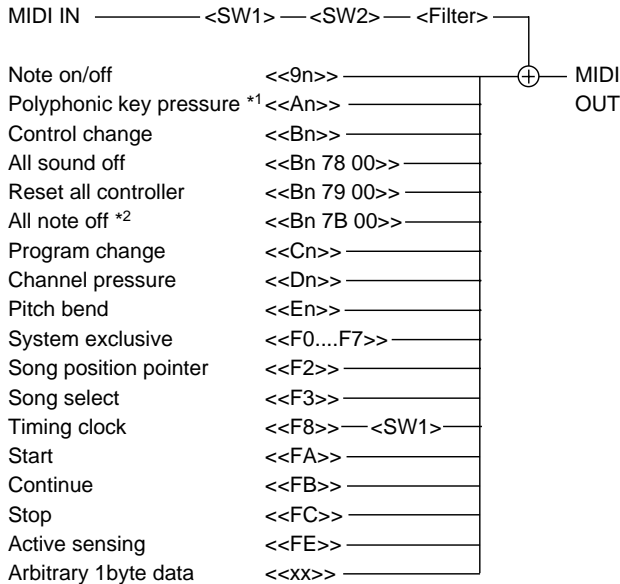 MIDI IN <SW1> <SW2> <Filter>
Note on/off <<9n>> MIDI
Polyphonic key pressure *1 <<An>> OUT
Control change <<Bn>>
All sound off <<Bn 78 00>>
Reset all controller <<Bn 79 00>>
All note off *2 <<Bn 7B 00>>
Program change <<Cn>>
Channel pressure <<Dn>>
Pitch bend <<En>>
System exclusive <<F0....F7>>
Song position pointer <<F2>>
Song select <<F3>>
Timing clock <<F8>> <SW1>
Start <<FA>>
Continue <<FB>>
Stop <<FC>>
Active sensing <<FE>>
Arbitrary 1byte data <<xx>>